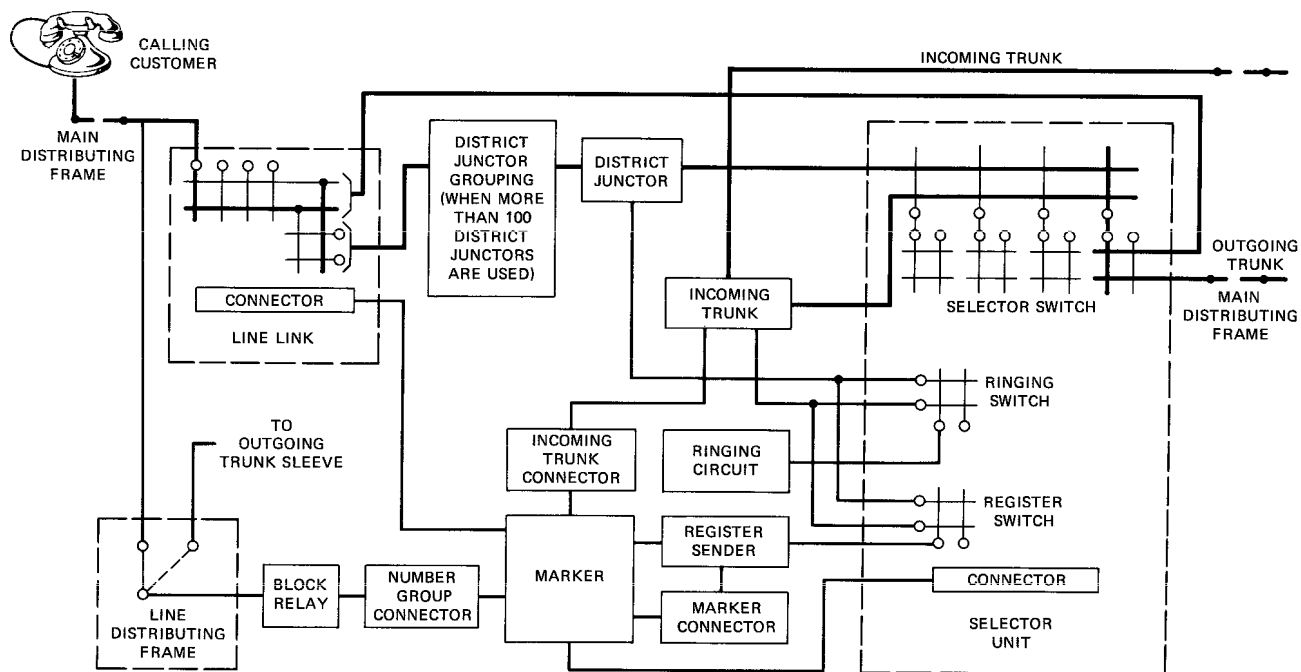 CALLING
CUSTOMER
INCOMING TRUNK
MAIN
DISTRIBUTING
FRAME
DISTRICT
JUNCTOR
GROUPING
(WHEN MORE
THAN 100
DISTRICT
JUNCTORS
ARE USED)
DISTRICT
JUNCTOR
CONNECTOR
LINE LINK
INCOMING
TRUNK
SELECTOR SWITCH
OUTGOING
TRUNK
MAIN
DISTRIBUTING
FRAME
RINGING
SWITCH
TO
OUTGOING
TRUNK SLEEVE
INCOMING
TRUNK
CONNECTOR
RINGING
CIRCUIT
REGISTER
SWITCH
REGISTER
SENDER
MARKER
BLOCK
RELAY
NUMBER
GROUP
CONNECTOR
MARKER
CONNECTOR
CONNECTOR
LINE
DISTRIBUTING
FRAME
SELECTOR
UNIT